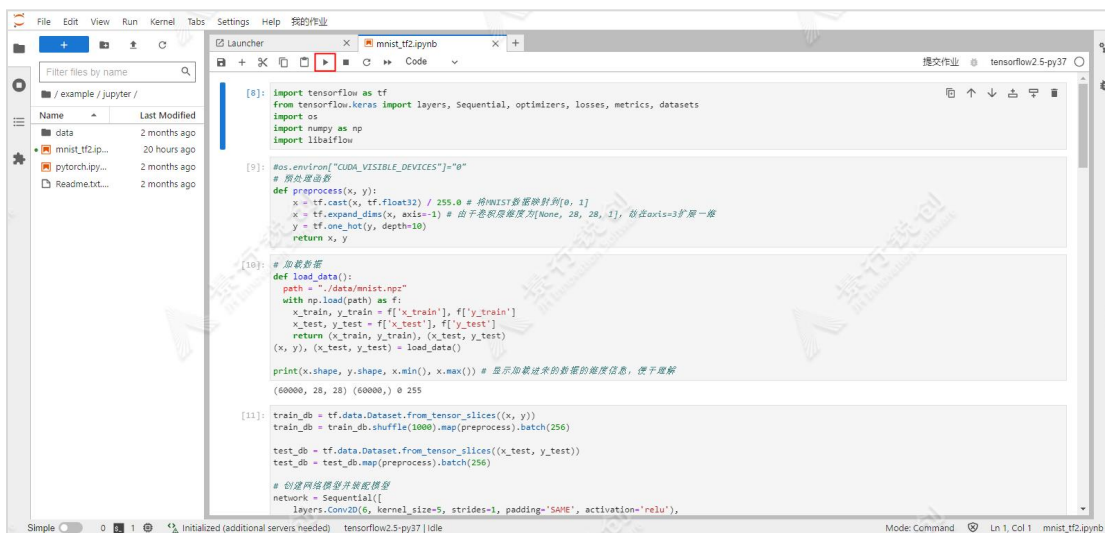 File Edit View Run Kernel Tabs Settings Help 我的作业
Launcher
mnist_tf2.ipynb
Code
提交作业 tensorflow2.5-py37
Filter files by name
/ example / jupyter /
Name Last Modified
data 2 months ago
mnist_tf2.ip... 20 hours ago
pytorch.ipy... 2 months ago
Readme.txt.... 2 months ago
[8]: import tensorflow as tf
from tensorflow.keras import layers, Sequential, optimizers, losses, metrics, datasets
import os
import numpy as np
import libaiflow
[9]: #os.environ["CUDA_VISIBLE_DEVICES"]="0"
# 预处理函数
def preprocess(x, y):
x = tf.cast(x, tf.float32) / 255.0 # 将MNIST数据映射到[0, 1]
x = tf.expand_dims(x, axis=-1) # 由于卷积层维度为[None, 28, 28, 1], 故在axis=3扩展一维
y = tf.one_hot(y, depth=10)
return x, y
[10]: # 加载数据
def load_data():
path = "./data/mnist.npz"
with np.load(path) as f:
x_train, y_train = f['x_train'], f['y_train']
x_test, y_test = f['x_test'], f['y_test']
return (x_train, y_train), (x_test, y_test)
(x, y), (x_test, y_test) = load_data()
print(x.shape, y.shape, x.min(), x.max()) # 显示加载进来的数据的维度信息, 便于理解
(60000, 28, 28) (60000,) 0 255
[11]: train_db = tf.data.Dataset.from_tensor_slices((x, y))
train_db = train_db.shuffle(1000).map(preprocess).batch(256)
test_db = tf.data.Dataset.from_tensor_slices((x_test, y_test))
test_db = test_db.map(preprocess).batch(256)
# 创建网络模型并装配模型
network = Sequential([
layers.Conv2D(6, kernel_size=5, strides=1, padding='SAME', activation='relu'),
Simple 0 1 Initialized (additional servers needed) tensorflow2.5-py37 | Idle Mode: Command Ln 1, Col 1 mnist_tf2.ipynb